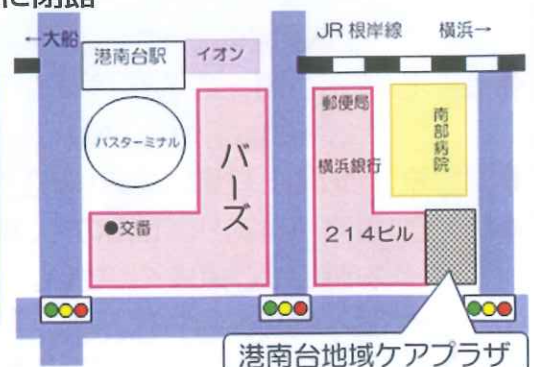 に閉館
←大船
港南台駅
イオン
JR 根岸線
横浜→
バスターミナル
バーズ
●交番
郵便局
横浜銀行
214ビル
南部病院
港南台地域ケアプラザ